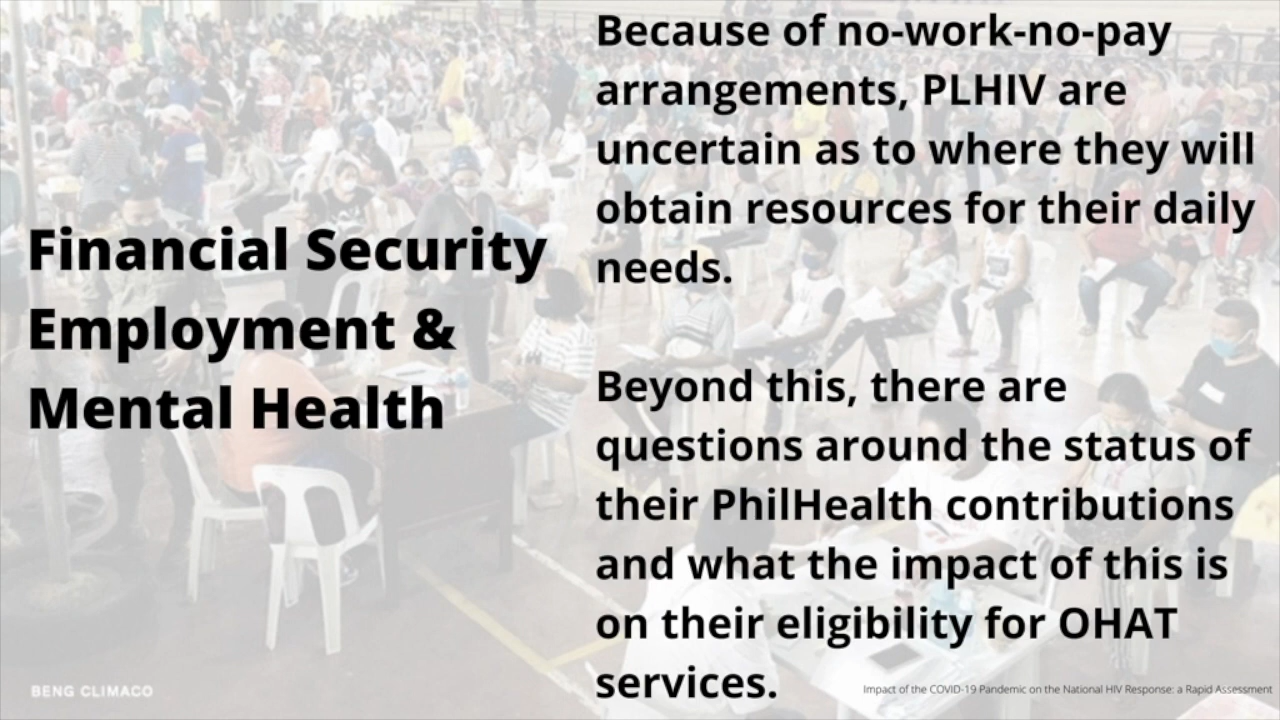 Financial Security
Employment &
Mental Health
Because of no-work-no-pay
arrangements, PLHIV are
uncertain as to where they will
obtain resources for their daily
needs.
Beyond this, there are
questions around the status of
their PhilHealth contributions
and what the impact of this is
on their eligibility for OHAT
services.
BENG CLIMACO
Impact of the COVID-19 Pandemic on the National HIV Response: a Rapid Assessment